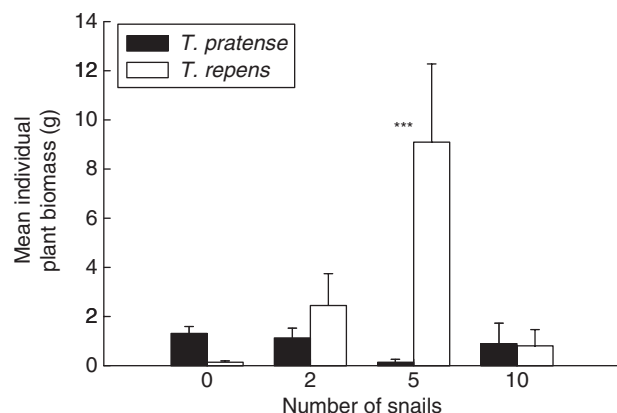 14
12
10
8
6
4
2
0
Mean individual
plant biomass (g)
T. pratense
T. repens
***
0 2 5 10
Number of snails